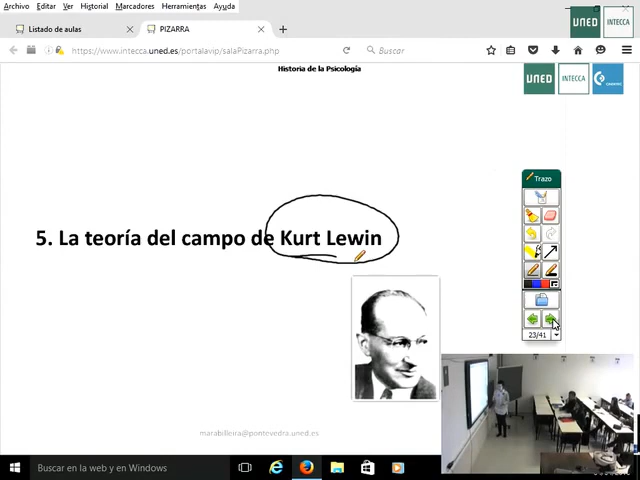 Archivo Editar Ver Historial Marcadores Herramientas Ayuda
Listado de aulas
PIZARRA
https://www.intecca.uned.es/portalavip/salaPizarra.php
Buscar
Historia de la Psicología
UNED
INTECCA
UNED
INTECCA
5. La teoría del campo de Kurt Lewin
Trazo
23/41
marabilleira@pontevedra.uned.es
Buscar en la web y en Windows